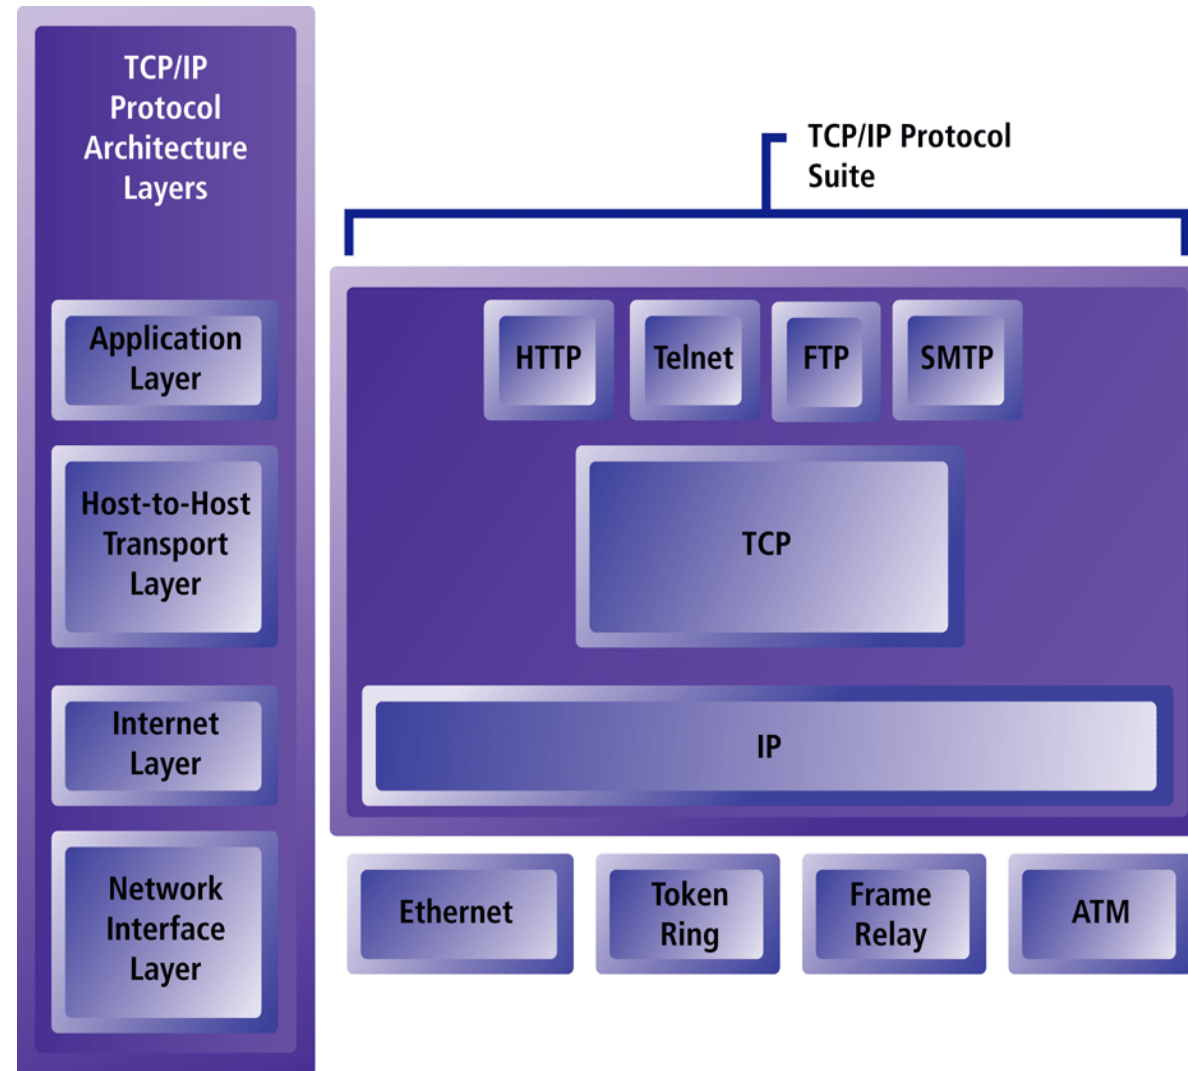 TCP/IP
Protocol
Architecture
Layers
TCP/IP Protocol
Suite
Application
Layer
HTTP
Telnet
FTP
SMTP
Host-to-Host
Transport
Layer
TCP
Internet
Layer
IP
Network
Interface
Layer
Ethernet
Token
Ring
Frame
Relay
ATM